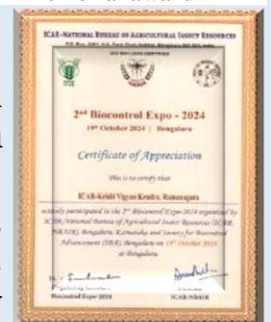 ICAR-NATIONAL BUREAU OF AGRICULTURAL INSECT RESOURCES
2nd Biocontrol Expo - 2024
19th October 2024 | Bengaluru
Certificate of Appreciation
This is to certify that
ICAR-Krishi Vigyan Kendra, Ramanagara
actively participated in the 2nd Biocontrol Expo-2024 organized by
ICAR-National Bureau of Agricultural Insect Resources (ICAR-
NBAIR), Bengaluru, Karnataka and Society for Biocontrol
Advancement (SBA), Bengaluru on 19th October 2024
at Bengaluru.
Organizing Secretary
Biocontrol Expo-2024
ICAR-NBAIR